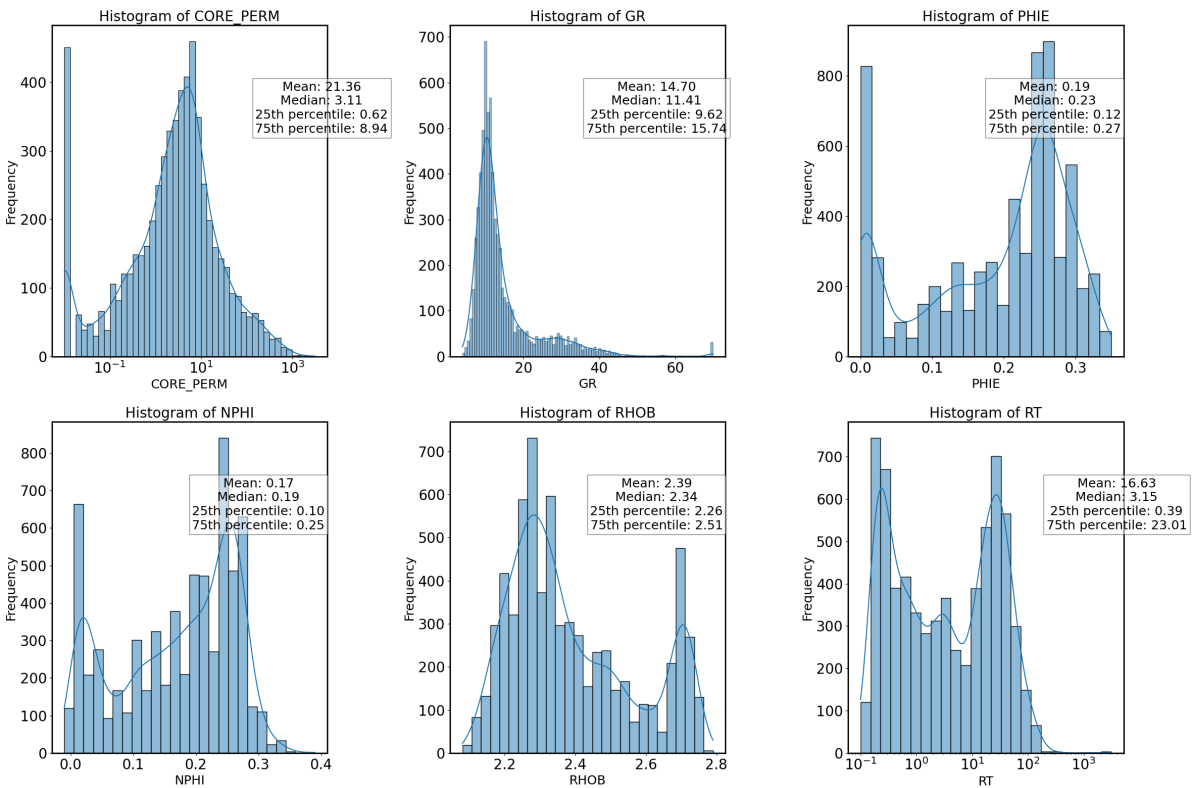 Histogram of CORE_PERM
Mean: 21.36
Median: 3.11
25th percentile: 0.62
75th percentile: 8.94
Frequency
400
300
200
100
0
10⁻¹
10¹
10³
CORE_PERM
Histogram of GR
Mean: 14.70
Median: 11.41
25th percentile: 9.62
75th percentile: 15.74
Frequency
700
600
500
400
300
200
100
0
20
40
60
GR
Histogram of PHIE
Mean: 0.19
Median: 0.23
25th percentile: 0.12
75th percentile: 0.27
Frequency
800
600
400
200
0
0.0
0.1
0.2
0.3
PHIE
Histogram of NPHI
Mean: 0.17
Median: 0.19
25th percentile: 0.10
75th percentile: 0.25
Frequency
800
700
600
500
400
300
200
100
0
0.0
0.1
0.2
0.3
0.4
NPHI
Histogram of RHOB
Mean: 2.39
Median: 2.34
25th percentile: 2.26
75th percentile: 2.51
Frequency
700
600
500
400
300
200
100
0
2.2
2.4
2.6
2.8
RHOB
Histogram of RT
Mean: 16.63
Median: 3.15
25th percentile: 0.39
75th percentile: 23.01
Frequency
700
600
500
400
300
200
100
0
10⁻¹
10⁰
10¹
10²
10³
RT